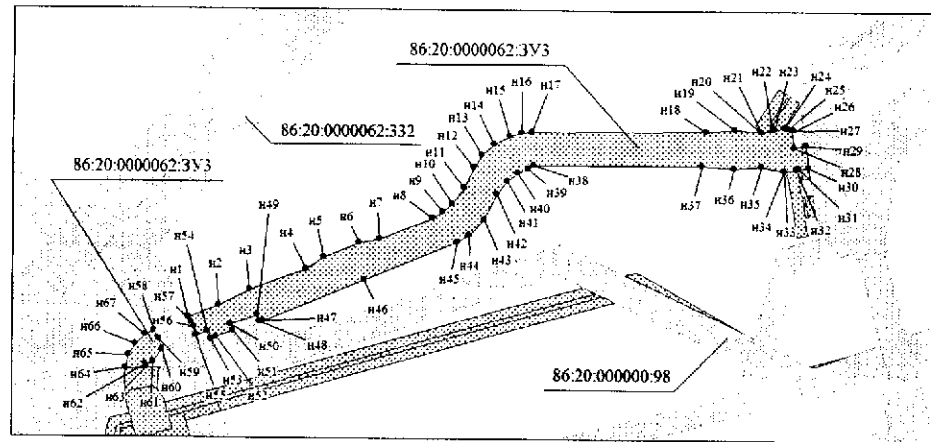 86:20:0000062:ЗУ3
н16
н17
н15
н14
н13
н12
н11
н10
н9
н8
н22
н23
н21
н24
н20
н25
н19
н26
н18
н27
н29
н28
н30
н31
н32
н33
н34
н35
н36
н37
н38
н39
н40
н41
н42
н43
н44
н45
н46
86:20:0000062:332
86:20:0000062:ЗУ3
н49
н7
н6
н5
н4
н3
н2
н54
н1
н57
н58
н56
н67
н66
н65
н64
н63
н62
н61
н60
н59
н55
н53
н52
н51
н50
н48
н47
86:20:000000:98